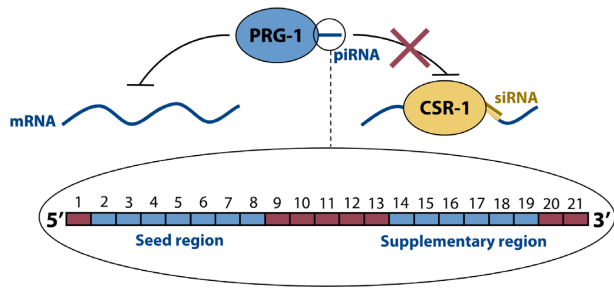 PRG-1
piRNA
siRNA
mRNA
CSR-1
1 2 3 4 5 6 7 8 9 10 11 12 13 14 15 16 17 18 19 20 21
5’ 3’
Seed region Supplementary region